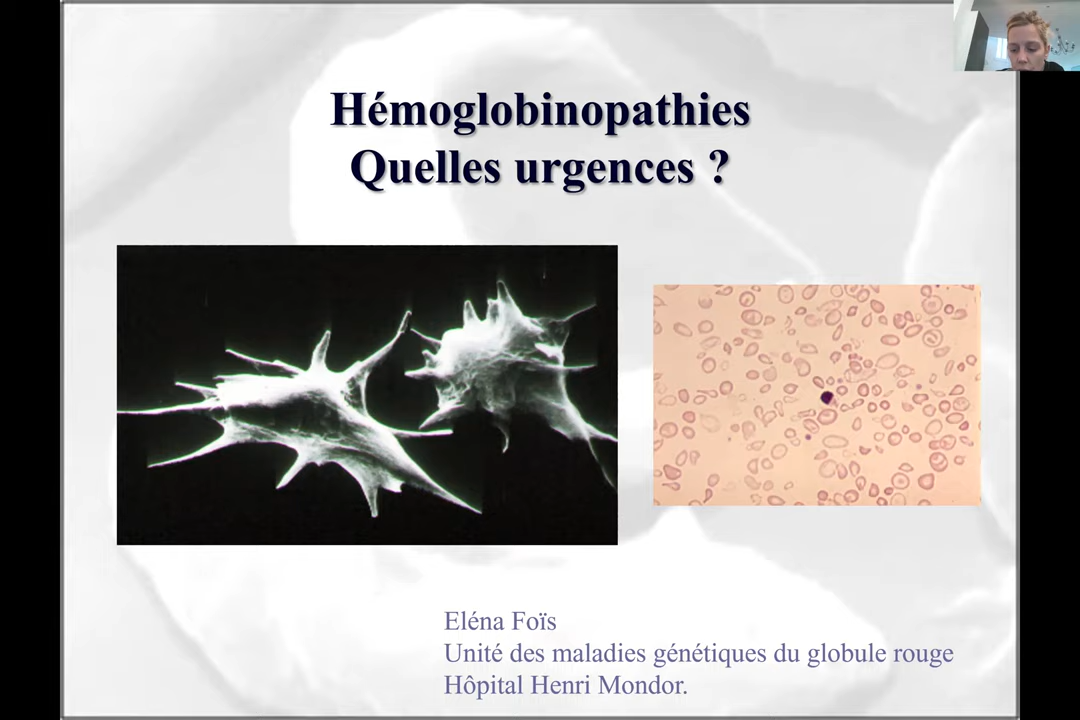 Hémoglobinopathies
Quelles urgences ?
Eléna Foïs
Unité des maladies génétiques du globule rouge
Hôpital Henri Mondor.